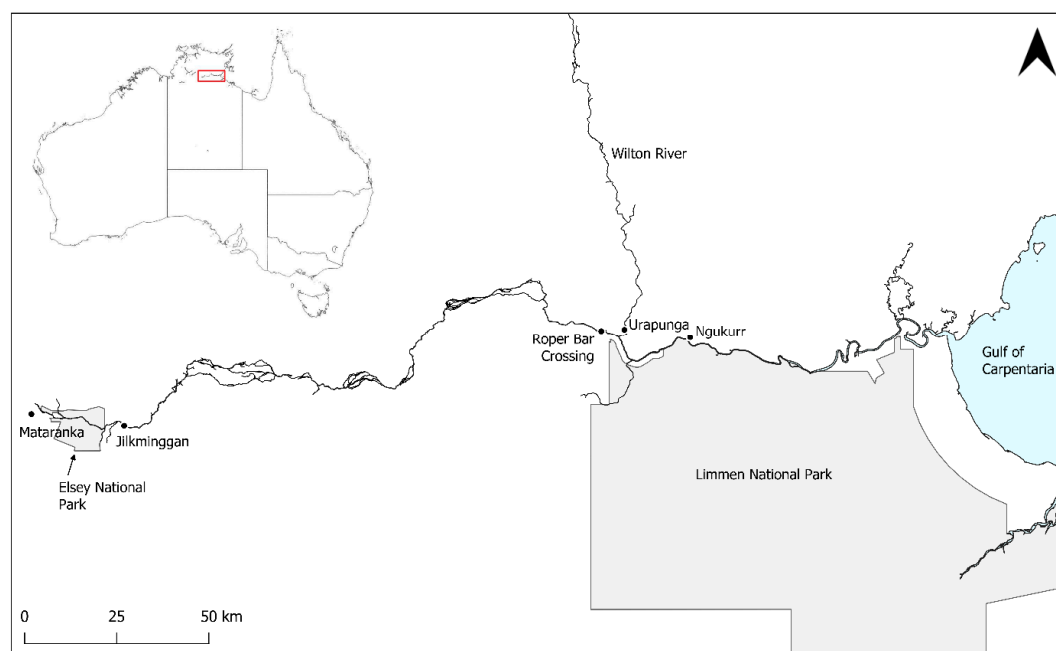 Wilton River
Urapunga
Ngukurr
Roper Bar
Crossing
Gulf of
Carpentaria
Mataranka
Jilkminggan
Elsey National
Park
Limmen National Park
0 25 50 km